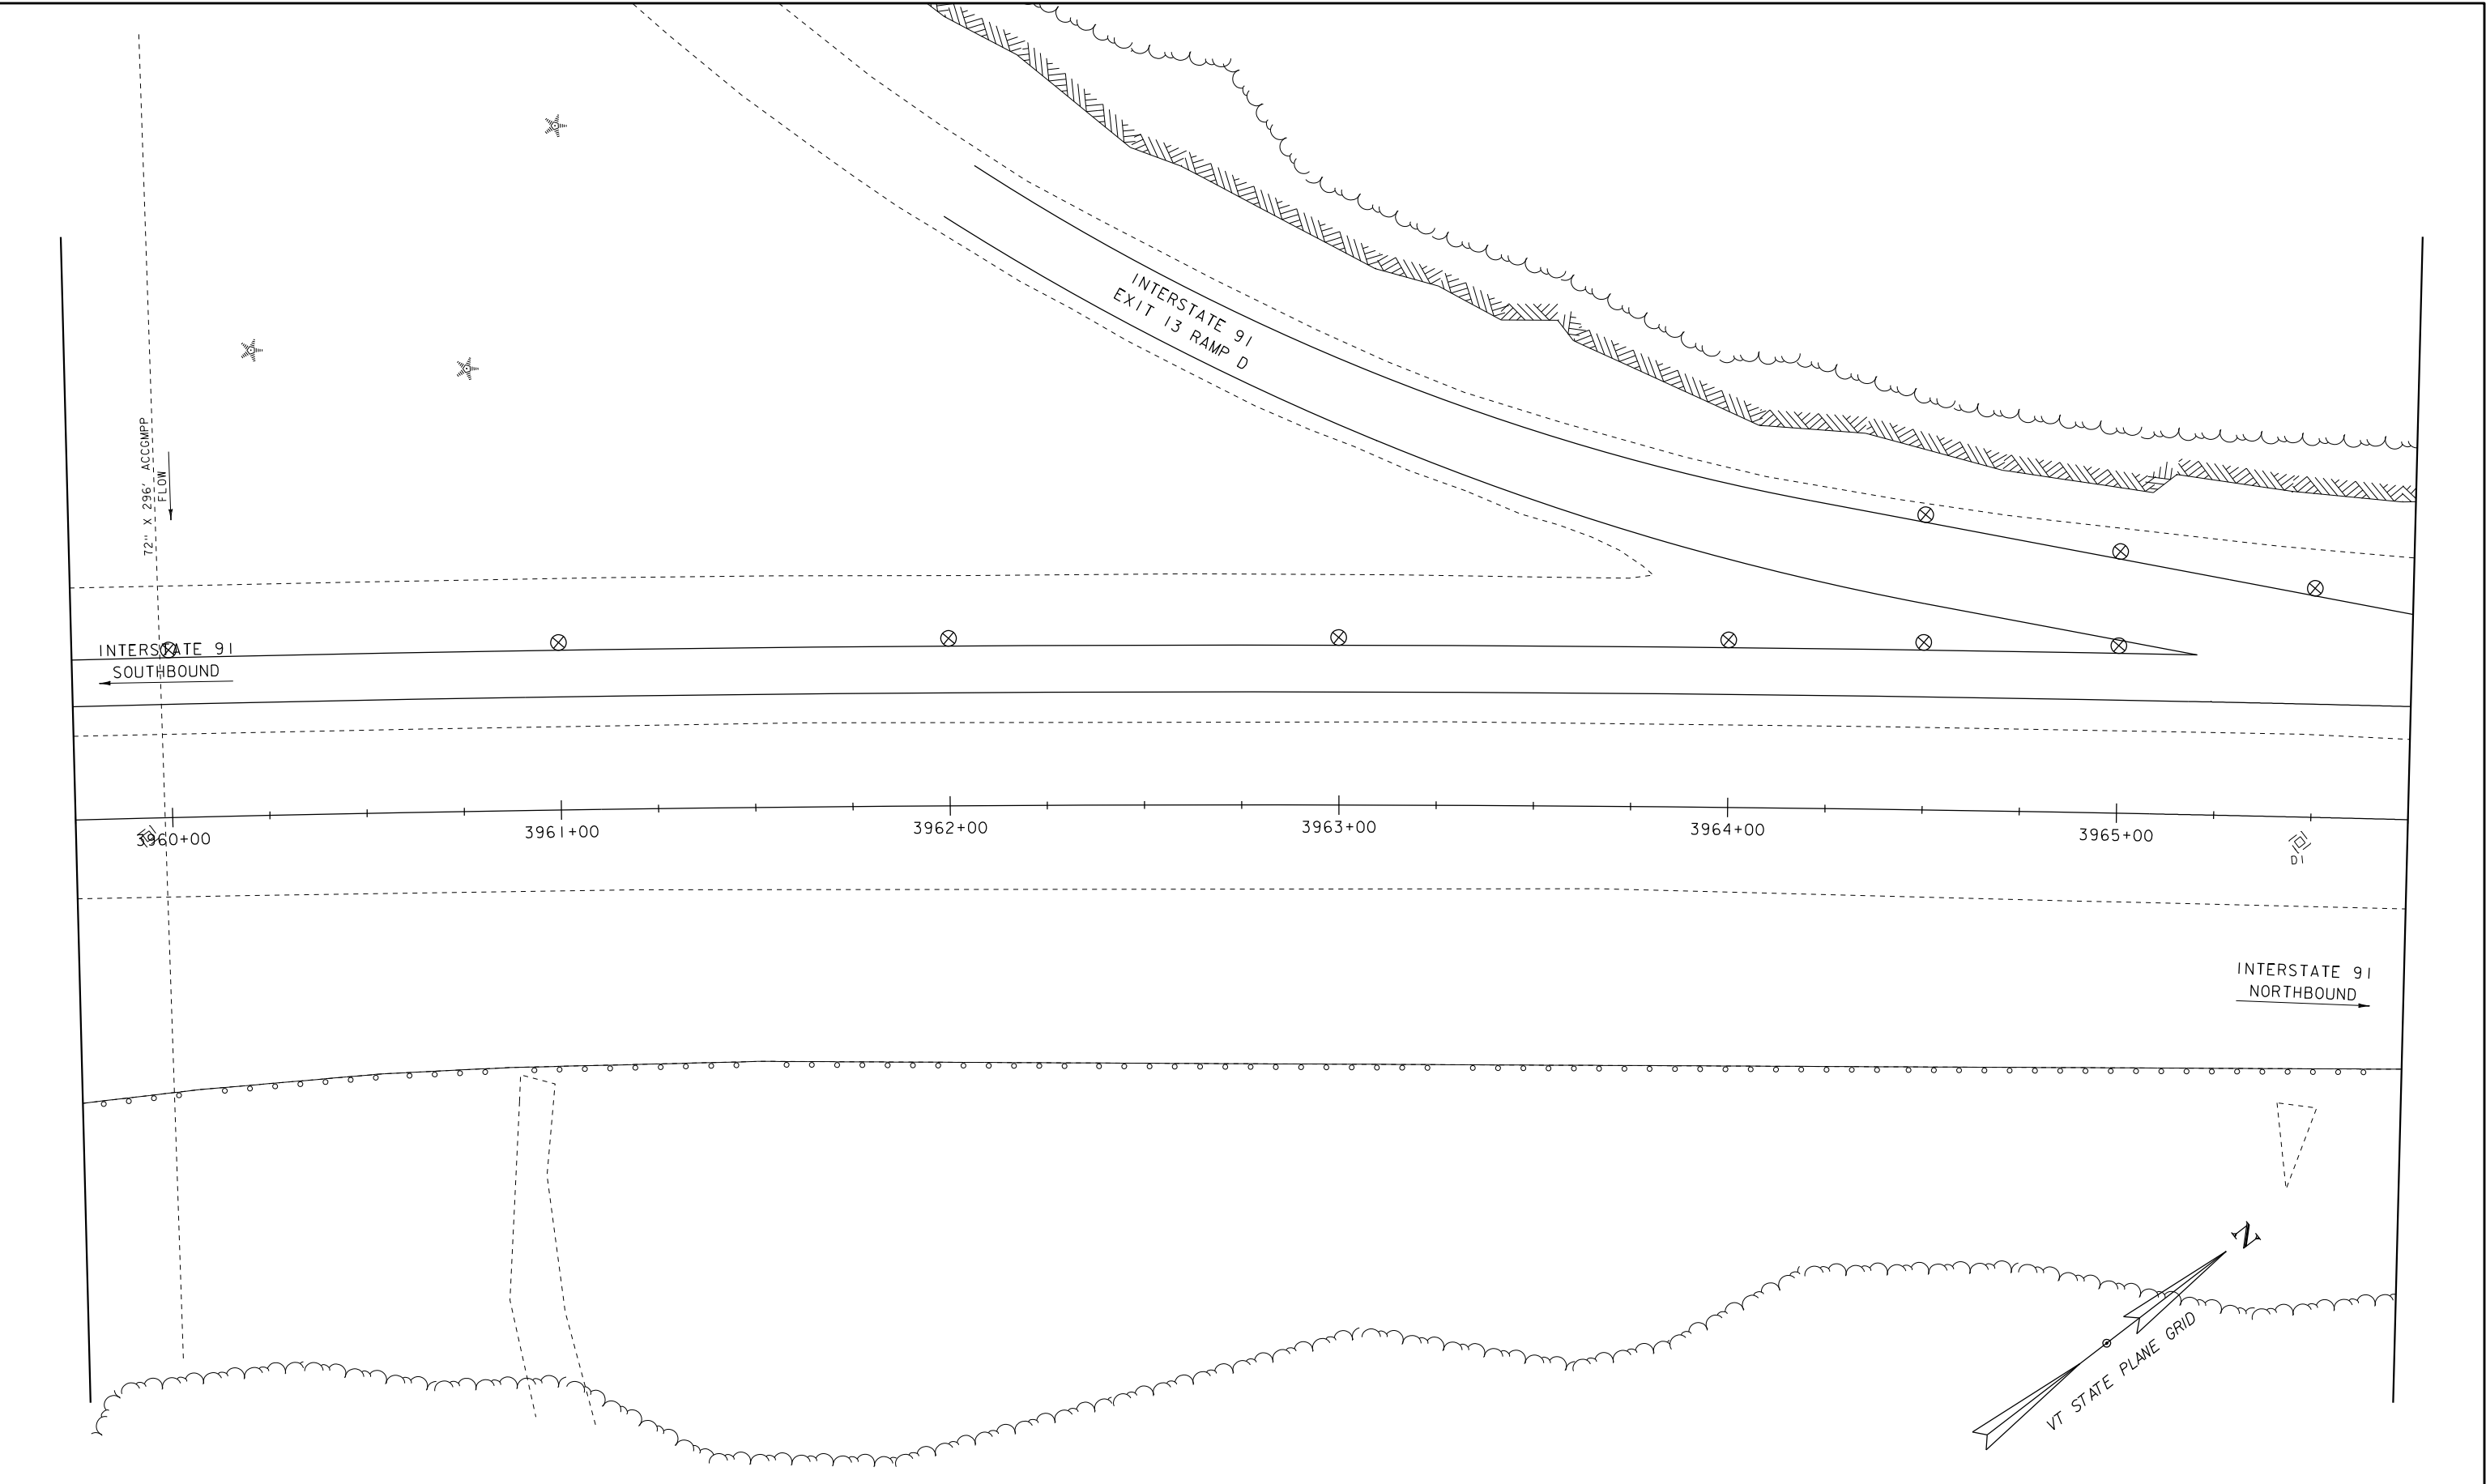 INTERSTATE 91
EXIT 13 RAMP D
72" X 296' ACCGMPP
FLOW
INTERSTATE 91
SOUTHBOUND
3960+00
3961+00
3962+00
3963+00
3964+00
3965+00
DI
INTERSTATE 91
NORTHBOUND
N
VT STATE PLANE GRID